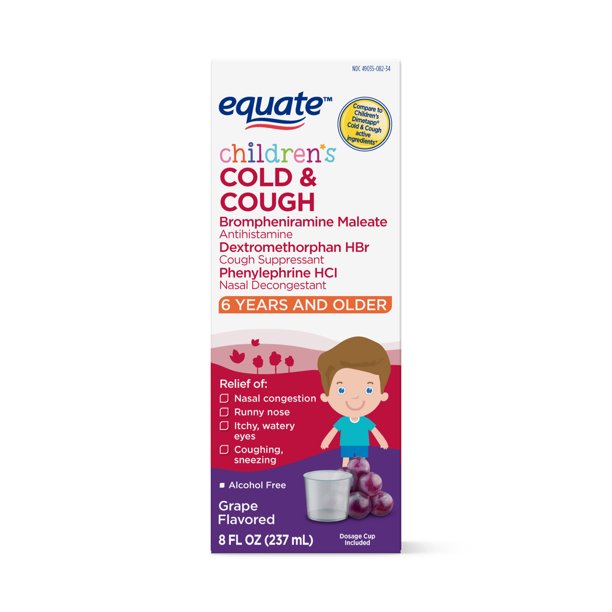 NDC 49035-082-34
equate™
Compare to
Children's
Dimetapp®
Cold & Cough
active
ingredients*
children's
COLD &
COUGH
Brompheniramine Maleate
Antihistamine
Dextromethorphan HBr
Cough Suppressant
Phenylephrine HCl
Nasal Decongestant
6 YEARS AND OLDER
Relief of:
Nasal congestion
Runny nose
Itchy, watery
eyes
Coughing,
sneezing
Alcohol Free
Grape
Flavored
8 FL OZ (237 mL)
Dosage Cup
Included